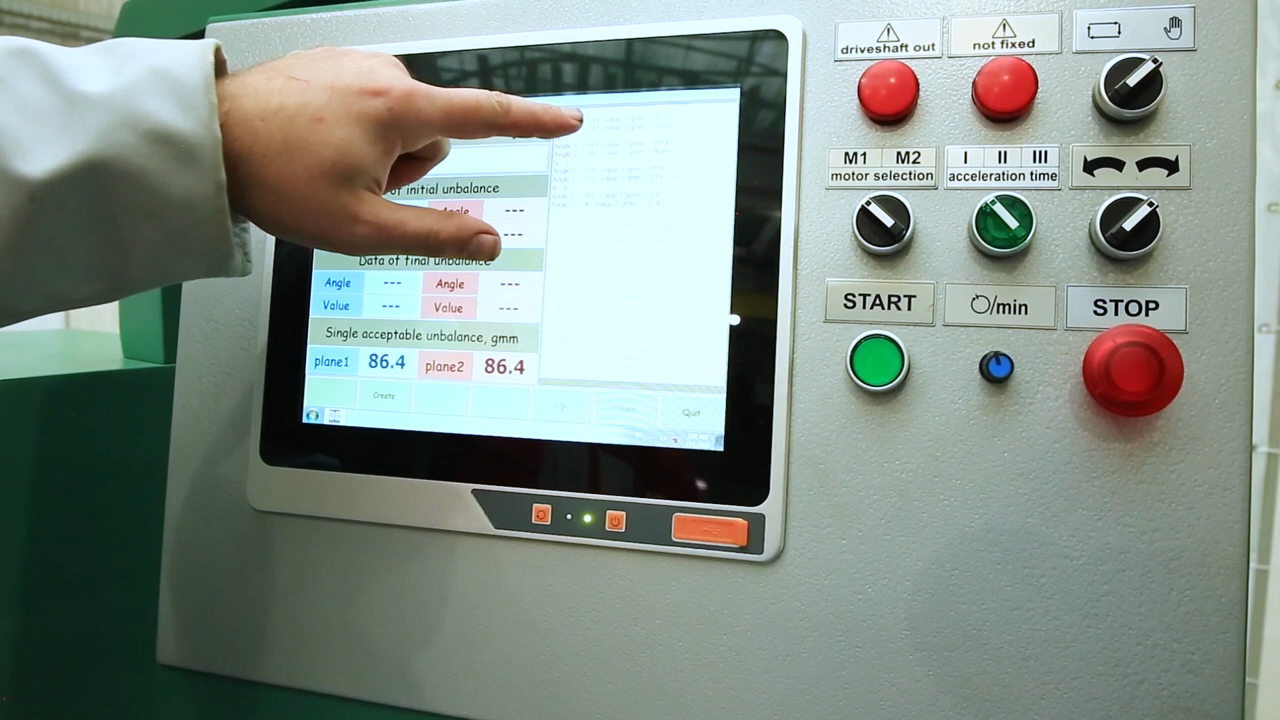 driveshaft out
not fixed
M1 M2
motor selection
I II III
acceleration time
START
/min
STOP
of initial unbalance
Angle ---
---
Data of final unbalance
Angle --- Angle ---
Value --- Value ---
Single acceptable unbalance, gmm
plane1 86.4 plane2 86.4
Create
Up
Down
Quit